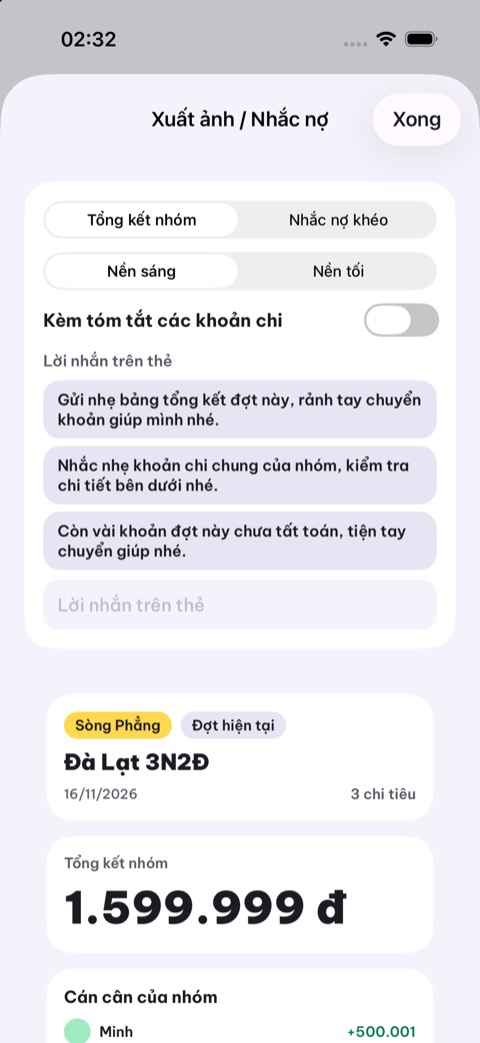 02:32
Xuất ảnh / Nhắc nợ
Xong
Tổng kết nhóm
Nhắc nợ khéo
Nền sáng
Nền tối
Kèm tóm tắt các khoản chi
Lời nhắn trên thẻ
Gửi nhẹ bảng tổng kết đợt này, rảnh tay chuyển
khoản giúp mình nhé.
Nhắc nhẹ khoản chi chung của nhóm, kiểm tra
chi tiết bên dưới nhé.
Còn vài khoản đợt này chưa tất toán, tiện tay
chuyển giúp nhé.
Lời nhắn trên thẻ
Sòng Phẳng
Đợt hiện tại
Đà Lạt 3N2Đ
16/11/2026
3 chi tiêu
Tổng kết nhóm
1.599.999 đ
Cán cân của nhóm
Minh
+500.001